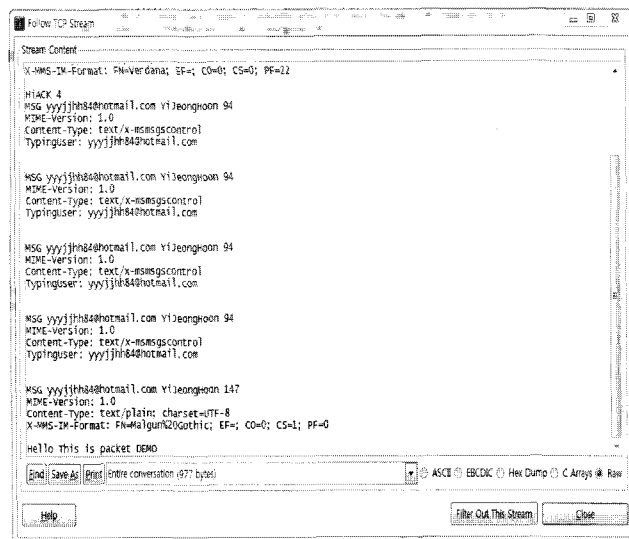 Follow TCP Stream
Stream Content
X-MMS-IM-Format: FN=Verdana; EF=; CO=0; CS=0; PF=22
HiACK 4
MSG yyyjjhh84@hotmail.com YiJeongHoon 94
MIME-Version: 1.0
Content-Type: text/x-msmsgscontrol
TypingUser: yyyjjhh84@hotmail.com
MSG yyyjjhh84@hotmail.com YiJeongHoon 94
MIME-Version: 1.0
Content-Type: text/x-msmsgscontrol
TypingUser: yyyjjhh84@hotmail.com
MSG yyyjjhh84@hotmail.com YiJeongHoon 94
MIME-Version: 1.0
Content-Type: text/x-msmsgscontrol
TypingUser: yyyjjhh84@hotmail.com
MSG yyyjjhh84@hotmail.com YiJeongHoon 94
MIME-Version: 1.0
Content-Type: text/x-msmsgscontrol
TypingUser: yyyjjhh84@hotmail.com
MSG yyyjjhh84@hotmail.com YiJeongHoon 147
MIME-Version: 1.0
Content-Type: text/plain; charset=UTF-8
X-MMS-IM-Format: FN=Malgun%20Gothic; EF=; CO=0; CS=1; PF=0
Hello This is packet DEMO
Find Save As Print Entire conversation (977 bytes) ASCII EBCDIC Hex Dump C Arrays Raw
Help Filter Out This Stream Close